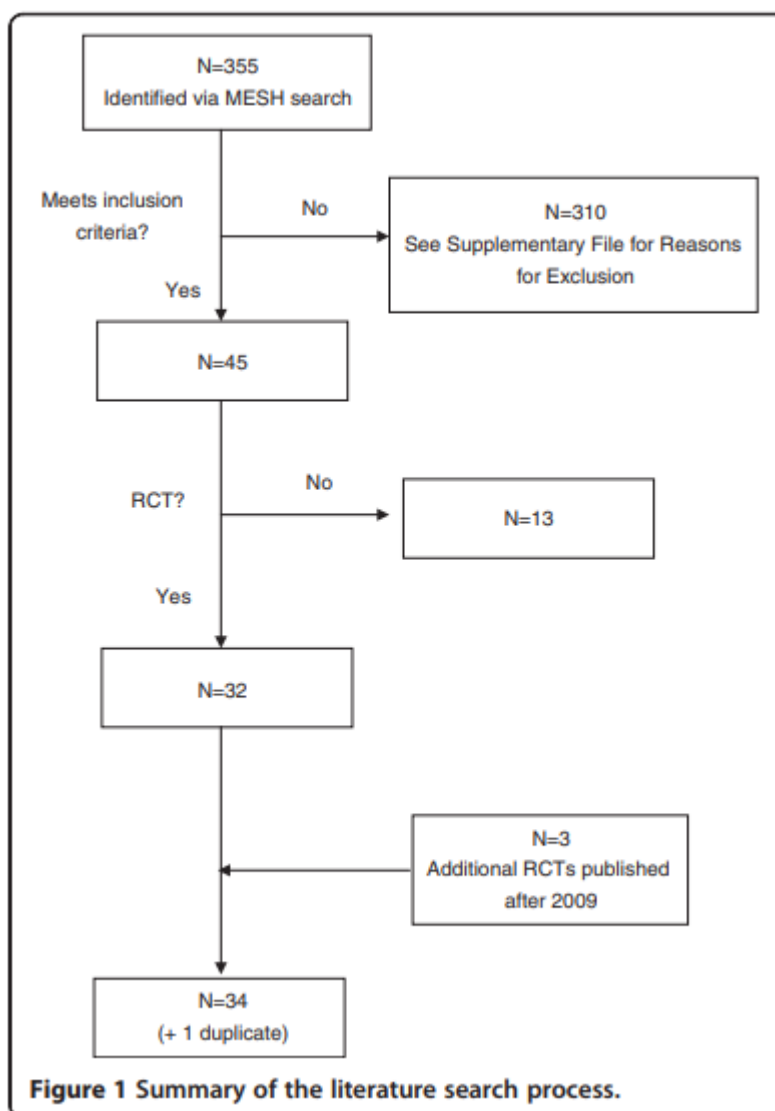 N=355
Identified via MESH search
Meets inclusion
criteria?
No
N=310
See Supplementary File for Reasons
for Exclusion
Yes
N=45
RCT?
No
N=13
Yes
N=32
N=3
Additional RCTs published
after 2009
N=34
(+ 1 duplicate)
Figure 1 Summary of the literature search process.